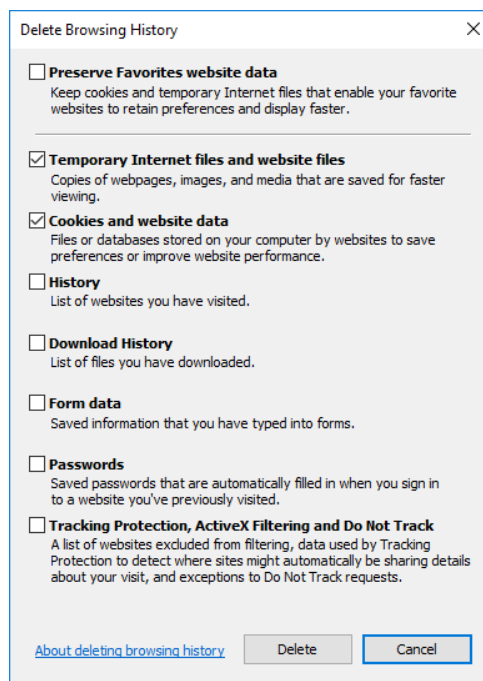 Delete Browsing History
Preserve Favorites website data
Keep cookies and temporary Internet files that enable your favorite
websites to retain preferences and display faster.
Temporary Internet files and website files
Copies of webpages, images, and media that are saved for faster
viewing.
Cookies and website data
Files or databases stored on your computer by websites to save
preferences or improve website performance.
History
List of websites you have visited.
Download History
List of files you have downloaded.
Form data
Saved information that you have typed into forms.
Passwords
Saved passwords that are automatically filled in when you sign in
to a website you've previously visited.
Tracking Protection, ActiveX Filtering and Do Not Track
A list of websites excluded from filtering, data used by Tracking
Protection to detect where sites might automatically be sharing details
about your visit, and exceptions to Do Not Track requests.
About deleting browsing history
Delete
Cancel